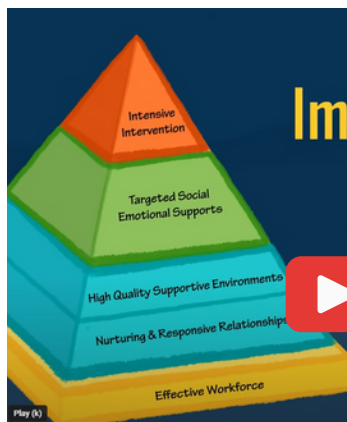 Intensive
Intervention
Im
Targeted Social
Emotional Supports
High Quality Supportive Environments
Nurturing & Responsive Relationships
Effective Workforce
Play (k)